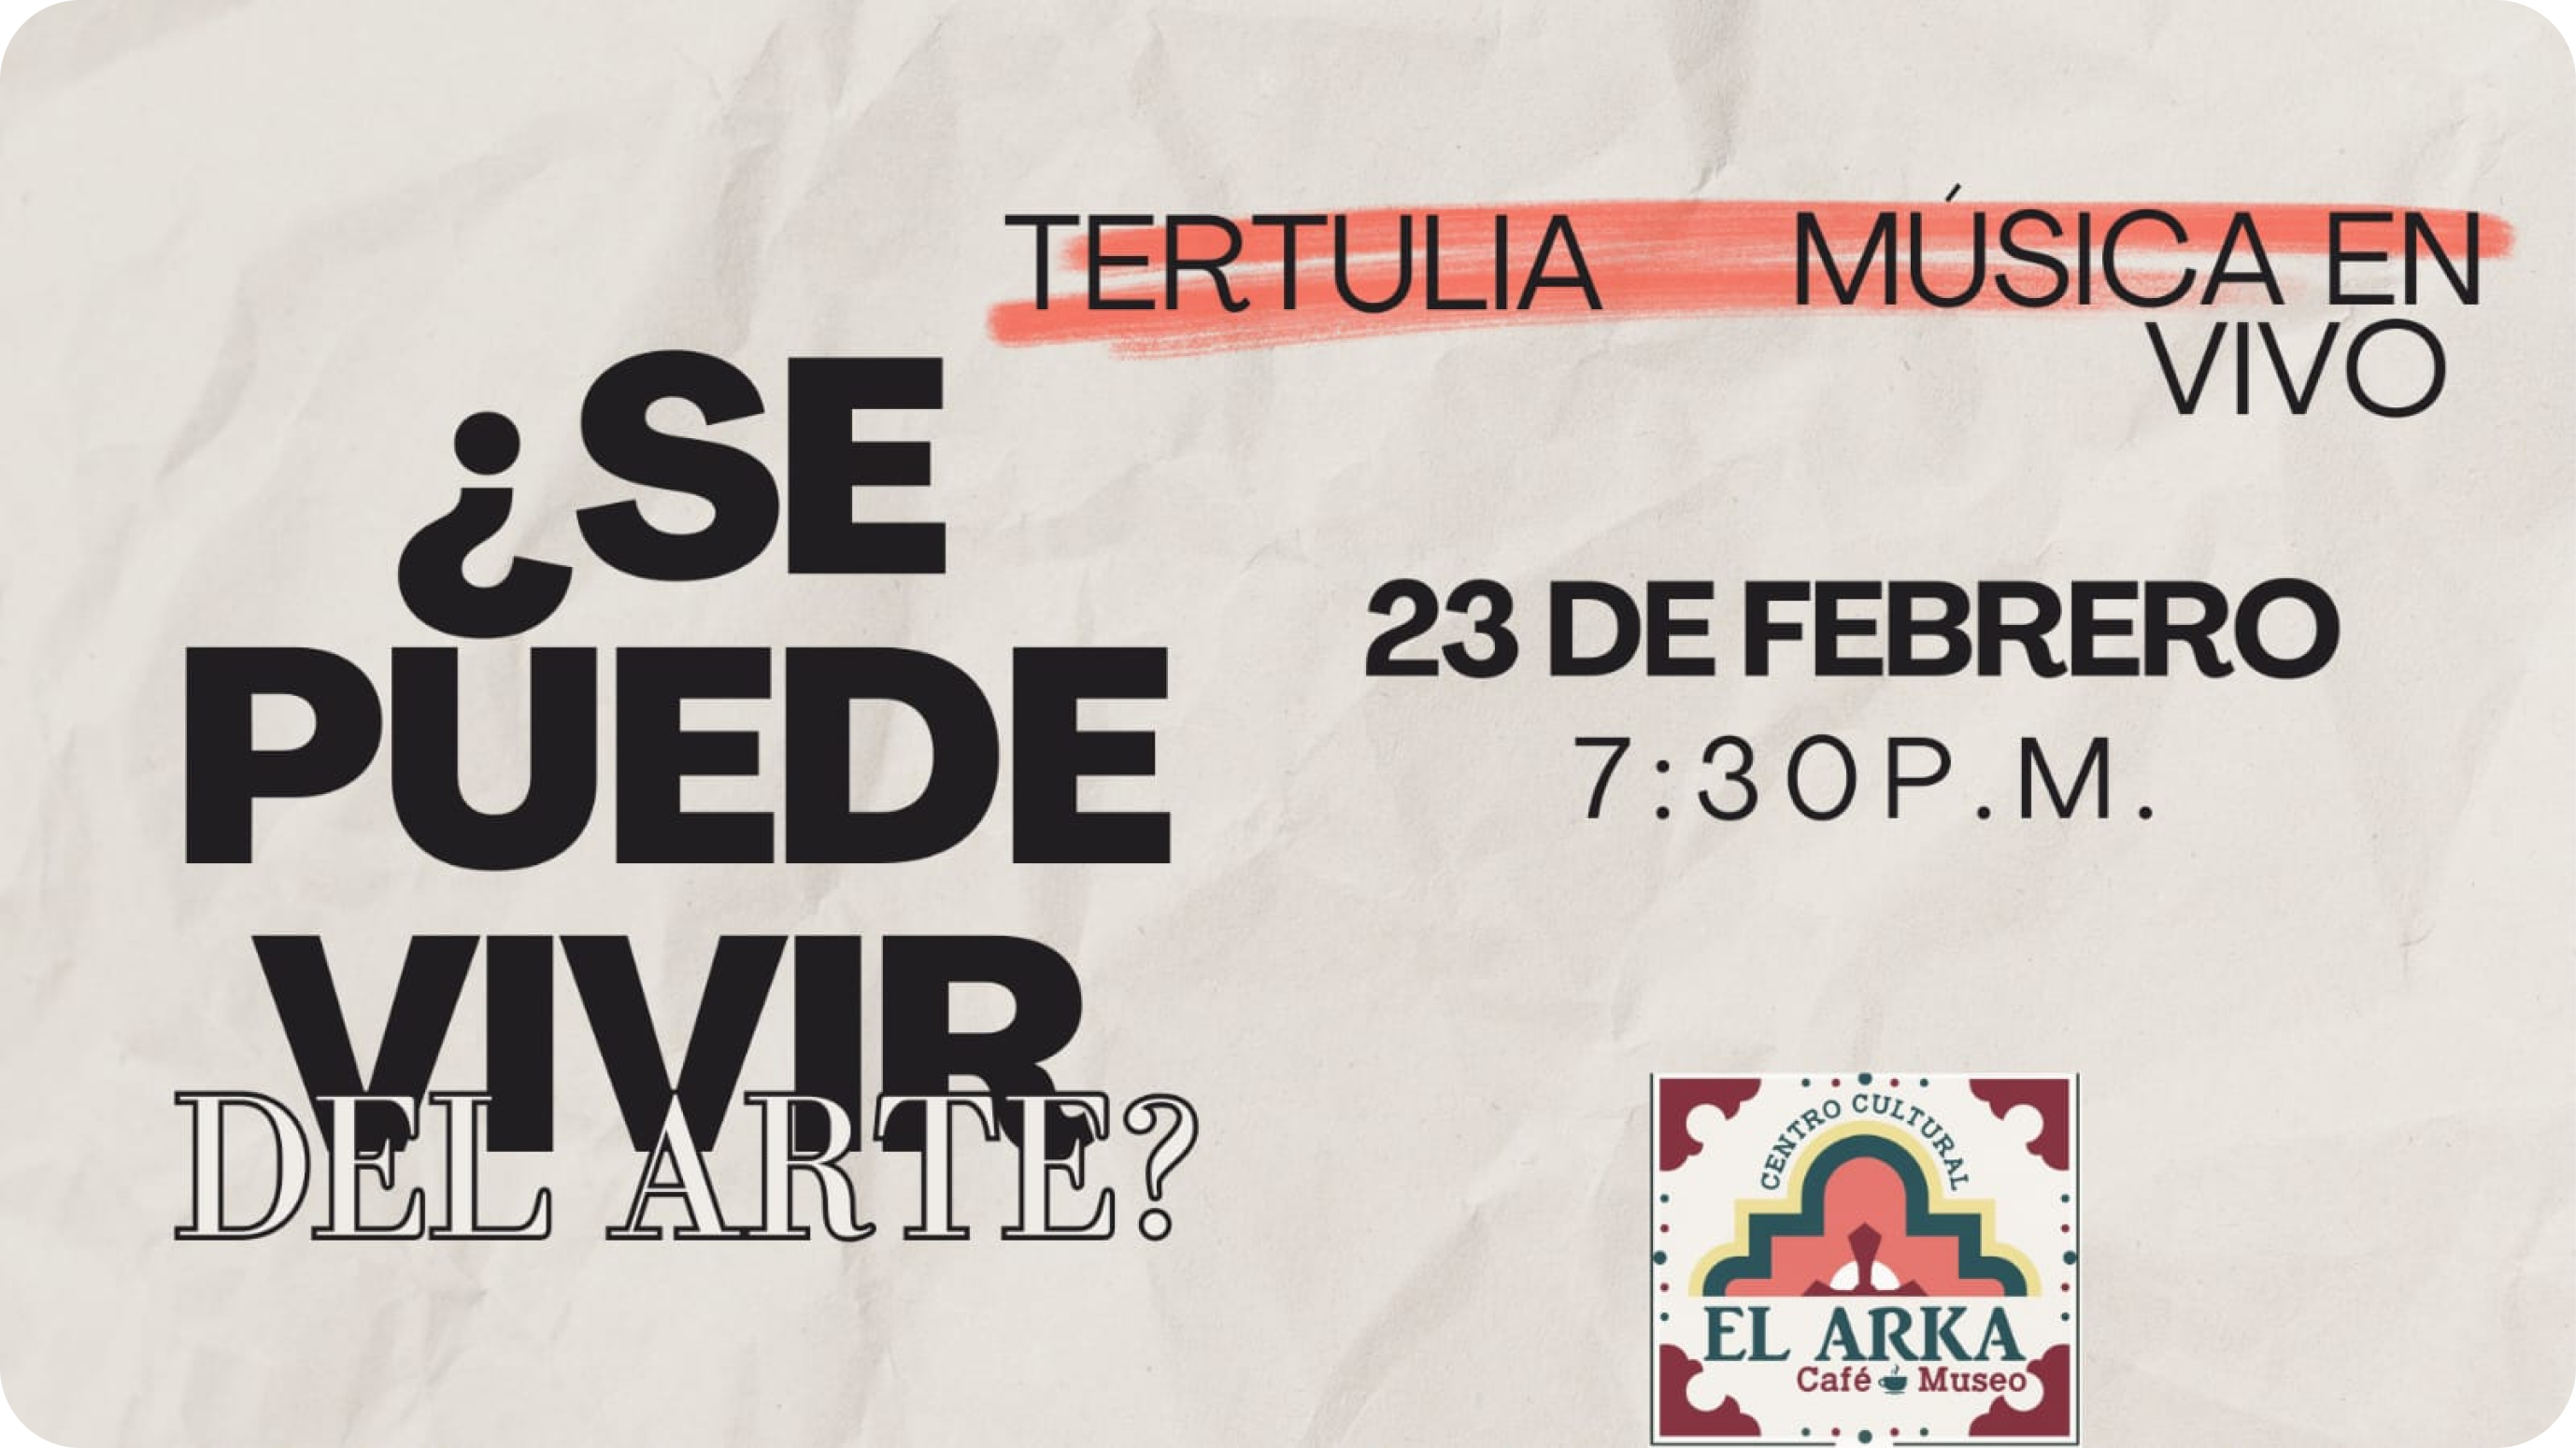 TERTULIA MÚSICA EN
VIVO
¿SE
PUEDE
VIVIR
DEL ARTE?
23 DE FEBRERO
7:30P.M.
CENTRO CULTURAL
EL ARKA
Café Museo